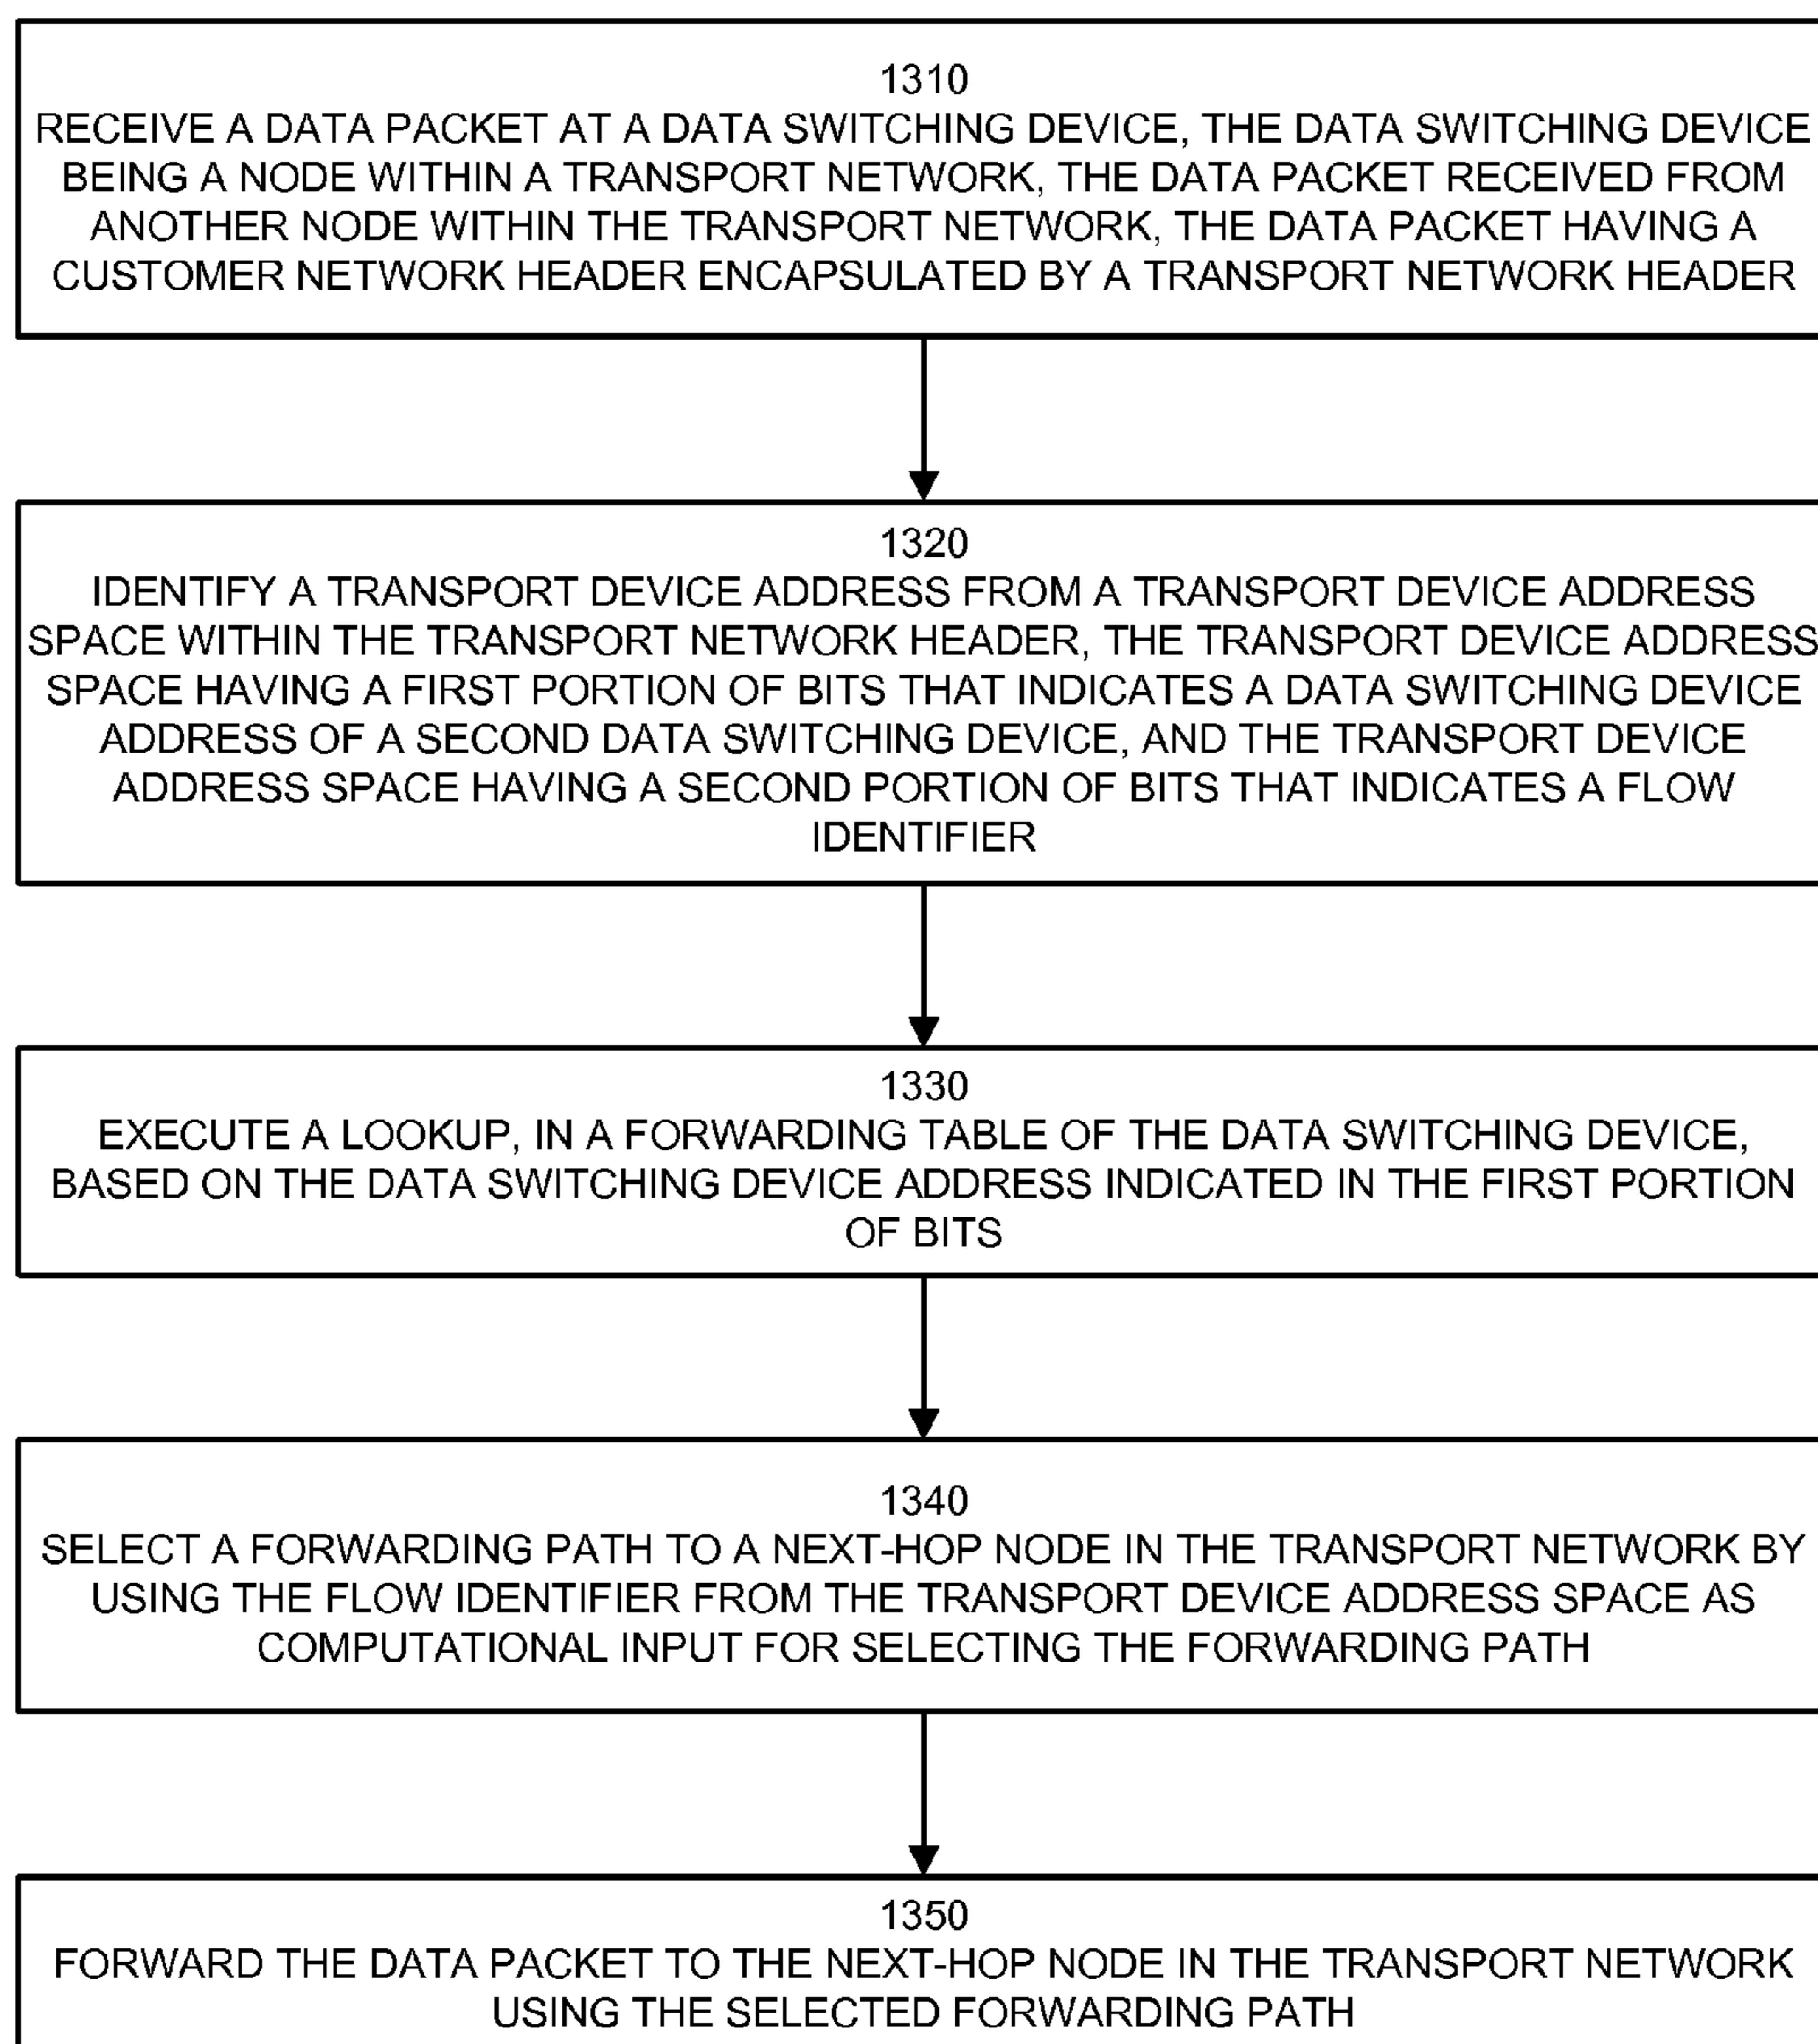 1310
RECEIVE A DATA PACKET AT A DATA SWITCHING DEVICE, THE DATA SWITCHING DEVICE
BEING A NODE WITHIN A TRANSPORT NETWORK, THE DATA PACKET RECEIVED FROM
ANOTHER NODE WITHIN THE TRANSPORT NETWORK, THE DATA PACKET HAVING A
CUSTOMER NETWORK HEADER ENCAPSULATED BY A TRANSPORT NETWORK HEADER
1320
IDENTIFY A TRANSPORT DEVICE ADDRESS FROM A TRANSPORT DEVICE ADDRESS
SPACE WITHIN THE TRANSPORT NETWORK HEADER, THE TRANSPORT DEVICE ADDRESS
SPACE HAVING A FIRST PORTION OF BITS THAT INDICATES A DATA SWITCHING DEVICE
ADDRESS OF A SECOND DATA SWITCHING DEVICE, AND THE TRANSPORT DEVICE
ADDRESS SPACE HAVING A SECOND PORTION OF BITS THAT INDICATES A FLOW
IDENTIFIER
1330
EXECUTE A LOOKUP, IN A FORWARDING TABLE OF THE DATA SWITCHING DEVICE,
BASED ON THE DATA SWITCHING DEVICE ADDRESS INDICATED IN THE FIRST PORTION
OF BITS
1340
SELECT A FORWARDING PATH TO A NEXT-HOP NODE IN THE TRANSPORT NETWORK BY
USING THE FLOW IDENTIFIER FROM THE TRANSPORT DEVICE ADDRESS SPACE AS
COMPUTATIONAL INPUT FOR SELECTING THE FORWARDING PATH
1350
FORWARD THE DATA PACKET TO THE NEXT-HOP NODE IN THE TRANSPORT NETWORK
USING THE SELECTED FORWARDING PATH